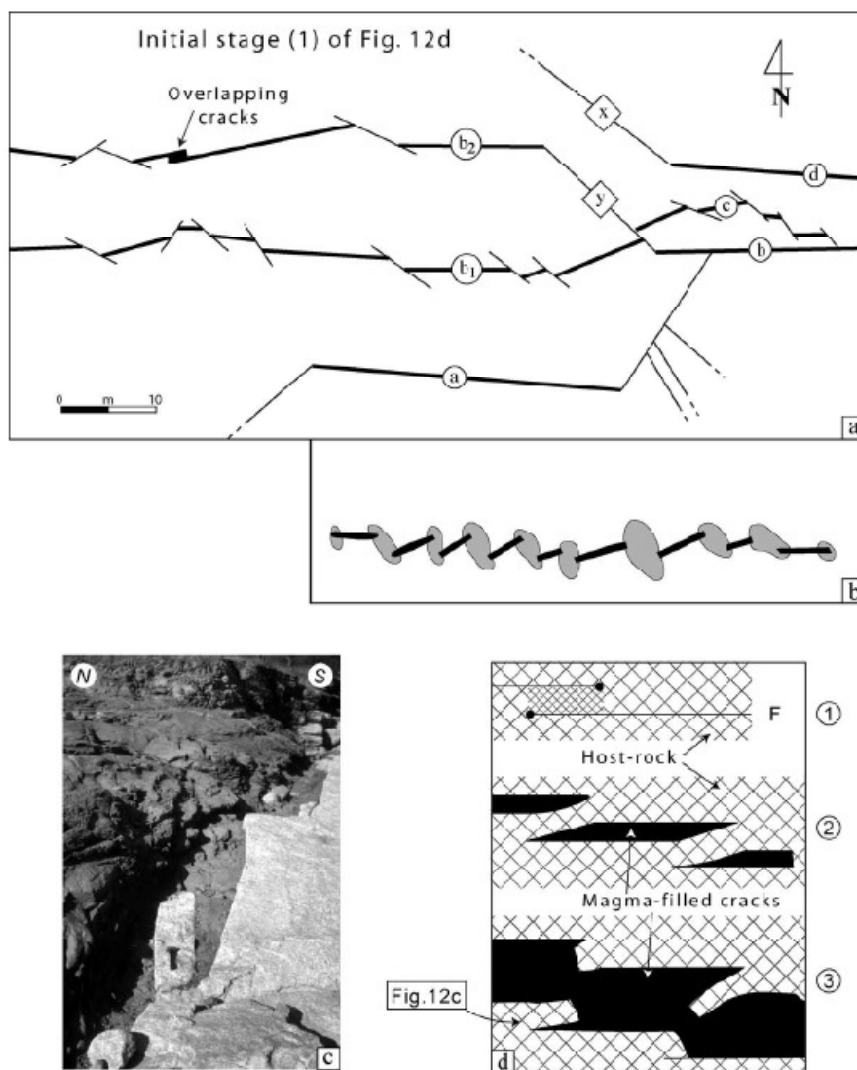 Initial stage (1) of Fig. 12d
Overlapping
cracks
N
x
b2
d
y
c
b1
b
a
0 m 10
a
b
N S
F
1
Host-rock
2
Magma-filled cracks
3
Fig.12c
c
d